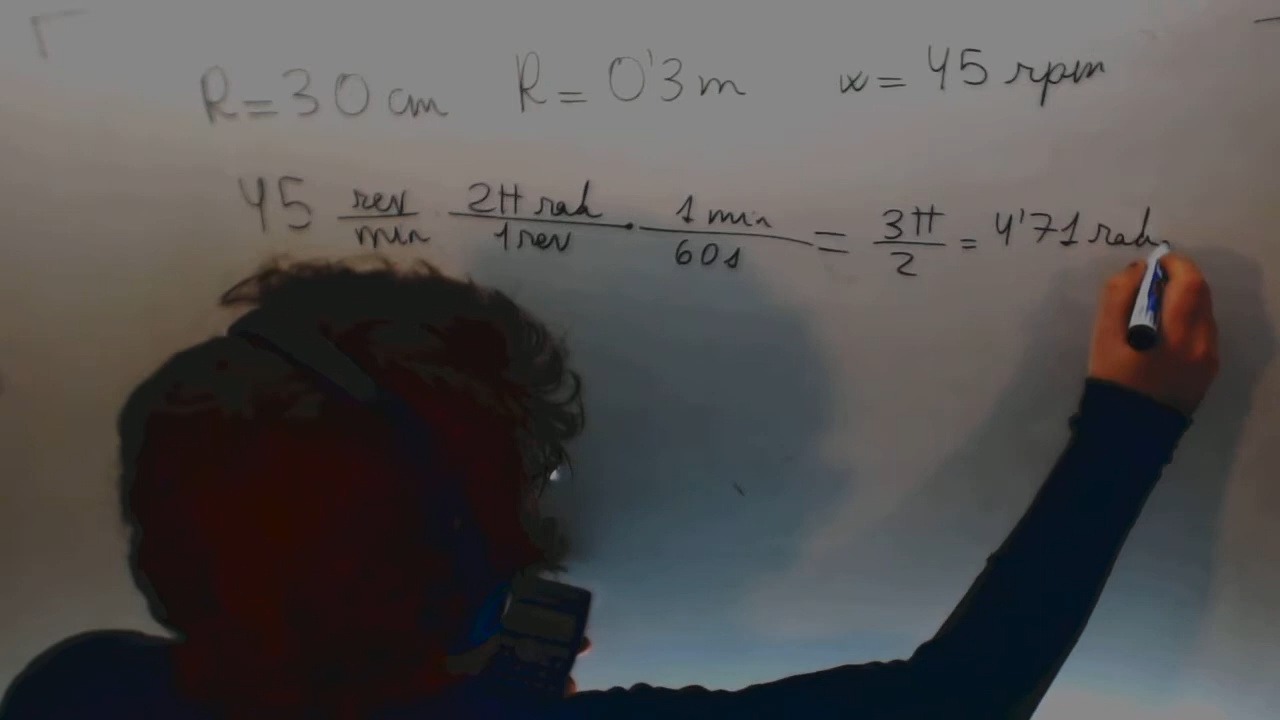 R = 30 cm R = 0'3 m w = 45 rpm
45 rev/min · 2π rad/1 rev · 1 min/60 s = 3π/2 = 4'71 rad